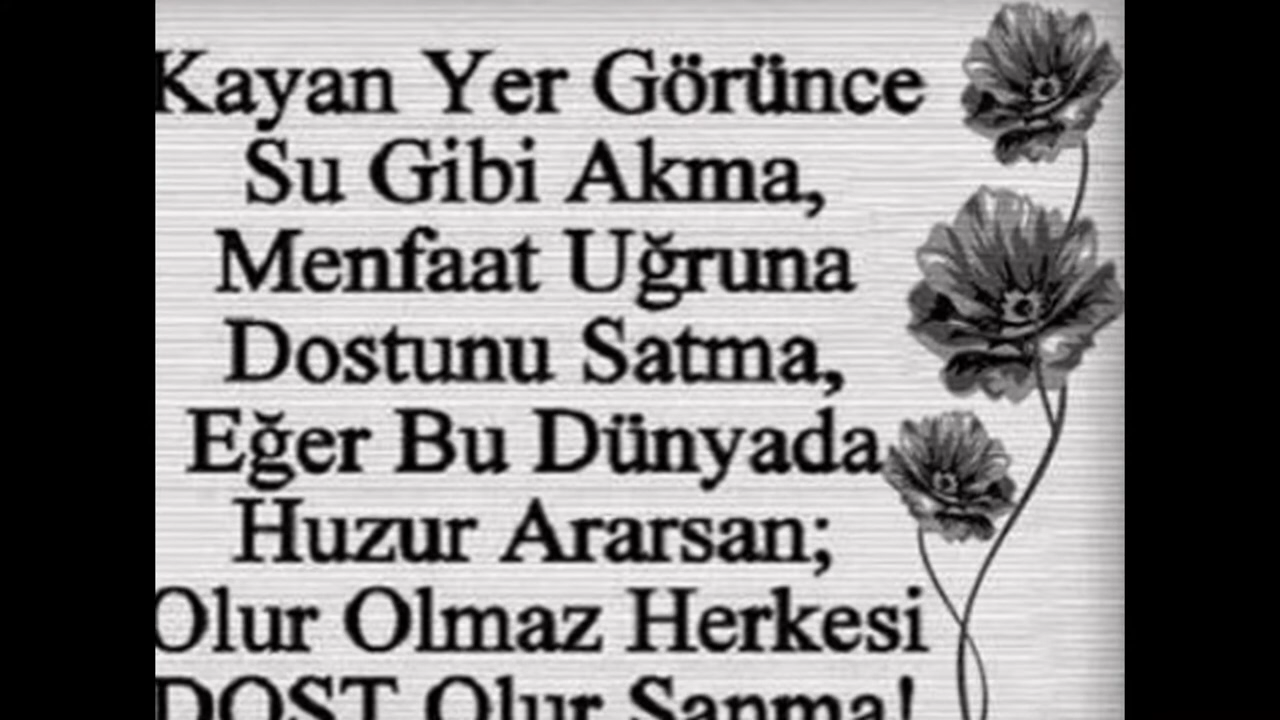 Kayan Yer Görünce
Su Gibi Akma,
Menfaat Uğruna
Dostunu Satma,
Eğer Bu Dünyada
Huzur Ararsan;
Olur Olmaz Herkesi
DOST Olur Sanma!